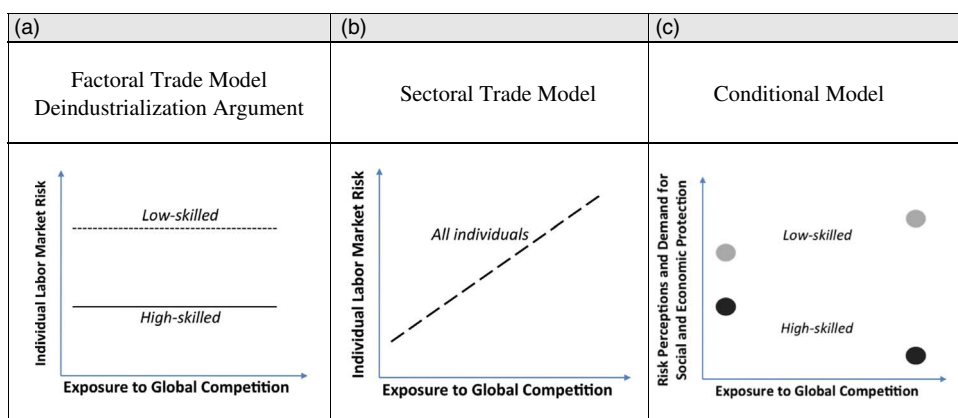 (a)
(b)
(c)
Factoral Trade Model
Deindustrialization Argument
Sectoral Trade Model
Conditional Model
Individual Labor Market Risk
Low-skilled
High-skilled
Exposure to Global Competition
Individual Labor Market Risk
All individuals
Exposure to Global Competition
Risk Perceptions and Demand for
Social and Economic Protection
Low-skilled
High-skilled
Exposure to Global Competition